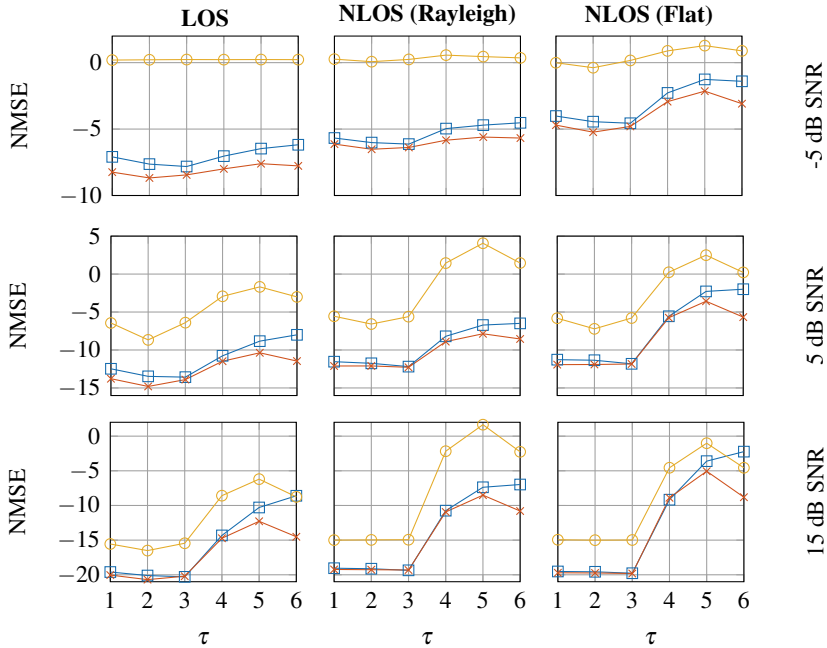 LOS NLOS (Rayleigh) NLOS (Flat)
0
−5
−10
NMSE
-5 dB SNR
5
0
−5
−10
−15
NMSE
5 dB SNR
0
−5
−10
−15
−20
NMSE
15 dB SNR
1 2 3 4 5 6 1 2 3 4 5 6 1 2 3 4 5 6
τ τ τ